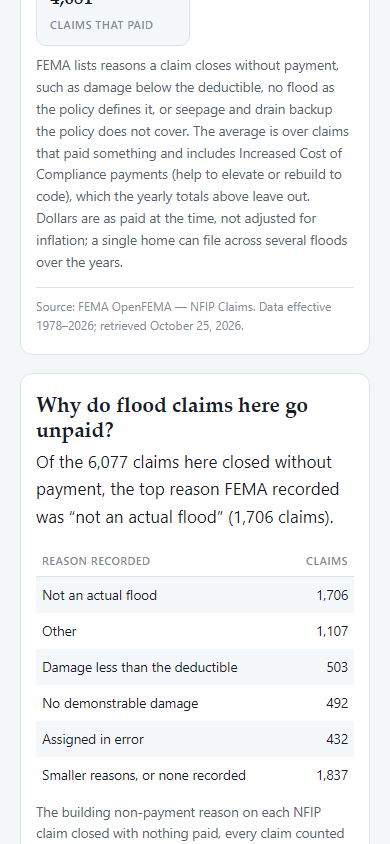 CLAIMS THAT PAID
FEMA lists reasons a claim closes without payment,
such as damage below the deductible, no flood as
the policy defines it, or seepage and drain backup
the policy does not cover. The average is over claims
that paid something and includes Increased Cost of
Compliance payments (help to elevate or rebuild to
code), which the yearly totals above leave out.
Dollars are as paid at the time, not adjusted for
inflation; a single home can file across several floods
over the years.
Source: FEMA OpenFEMA — NFIP Claims. Data effective
1978–2026; retrieved October 25, 2026.
Why do flood claims here go
unpaid?
Of the 6,077 claims here closed without
payment, the top reason FEMA recorded
was “not an actual flood” (1,706 claims).
REASON RECORDED CLAIMS
Not an actual flood 1,706
Other 1,107
Damage less than the deductible 503
No demonstrable damage 492
Assigned in error 432
Smaller reasons, or none recorded 1,837
The building non-payment reason on each NFIP
claim closed with nothing paid, every claim counted